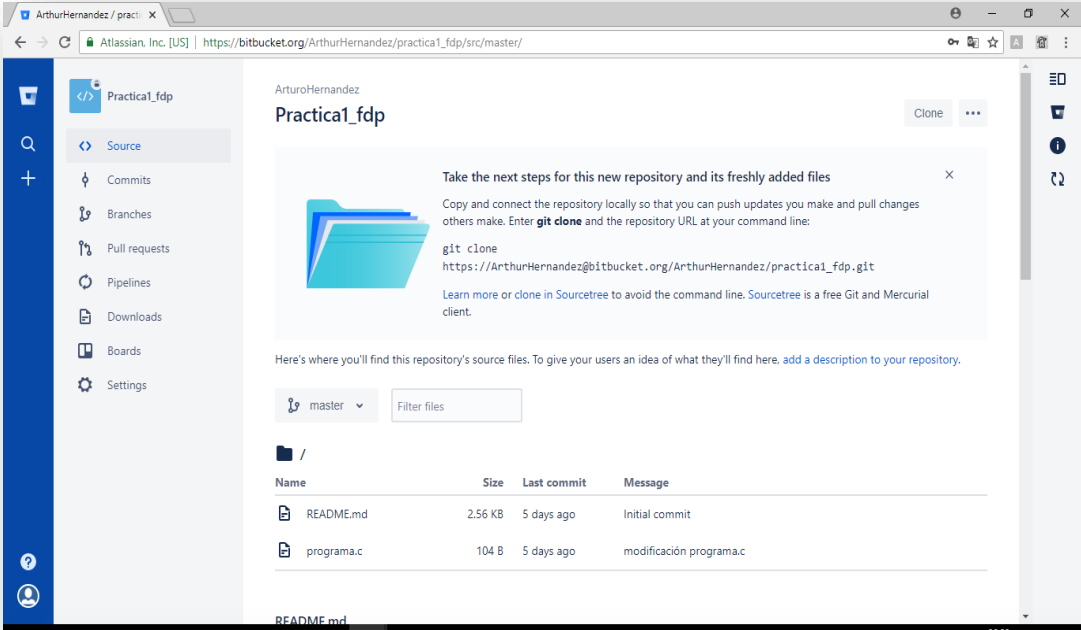 ArthurHernandez / practi
Atlassian, Inc. [US] | https://bitbucket.org/ArthurHernandez/practica1_fdp/src/master/
Practica1_fdp
Source
Commits
Branches
Pull requests
Pipelines
Downloads
Boards
Settings
ArturoHernandez
Practica1_fdp
Clone
Take the next steps for this new repository and its freshly added files
Copy and connect the repository locally so that you can push updates you make and pull changes
others make. Enter git clone and the repository URL at your command line:
git clone
https://ArthurHernandez@bitbucket.org/ArthurHernandez/practica1_fdp.git
Learn more or clone in Sourcetree to avoid the command line. Sourcetree is a free Git and Mercurial
client.
Here's where you'll find this repository's source files. To give your users an idea of what they'll find here, add a description to your repository.
master
Filter files
/
Name Size Last commit Message
README.md 2.56 KB 5 days ago Initial commit
programa.c 104 B 5 days ago modificación programa.c
README.md